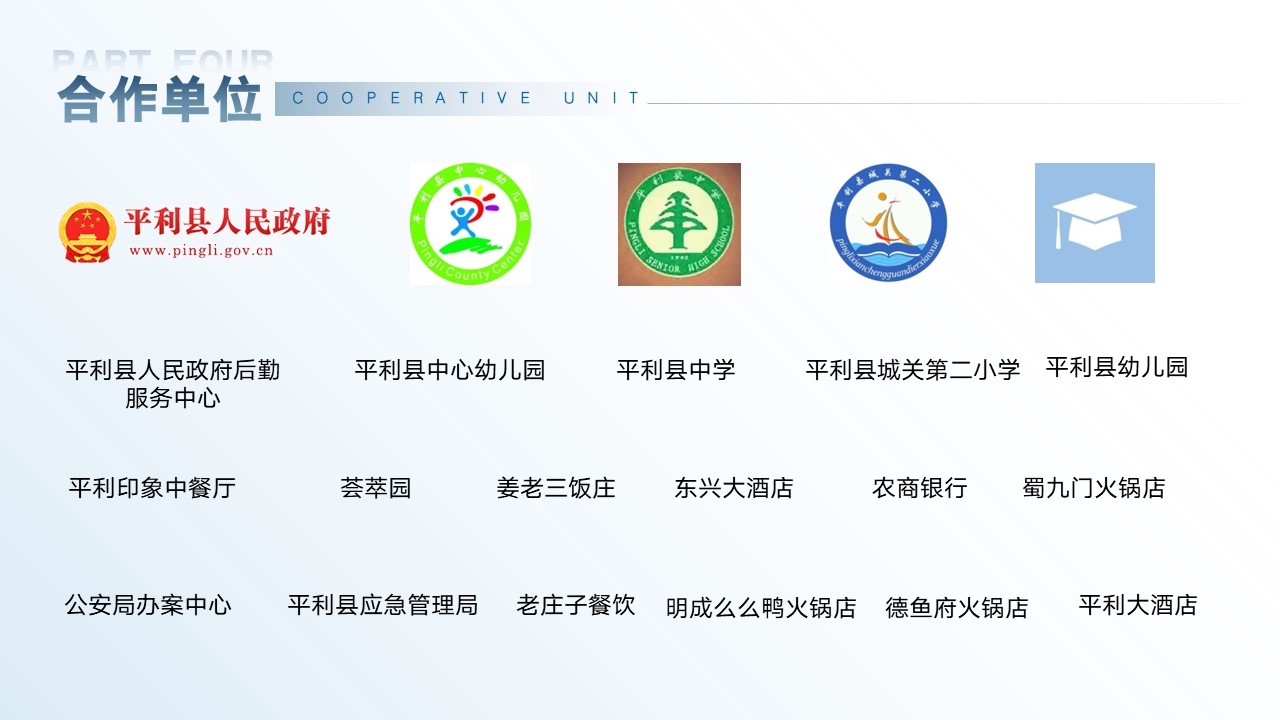 PART FOUR
合作单位
COOPERATIVE UNIT
平利县人民政府
www.pingli.gov.cn
平利县中心幼儿园
Pingli County Center
平利县中学
PINGLI SENIOR HIGH SCHOOL
1942
平利县城关第二小学
pinglixianchengguandierxiaoxue
平利县人民政府后勤
服务中心
平利县中心幼儿园
平利县中学
平利县城关第二小学
平利县幼儿园
平利印象中餐厅
荟萃园
姜老三饭庄
东兴大酒店
农商银行
蜀九门火锅店
公安局办案中心
平利县应急管理局
老庄子餐饮
明成么么鸭火锅店
德鱼府火锅店
平利大酒店